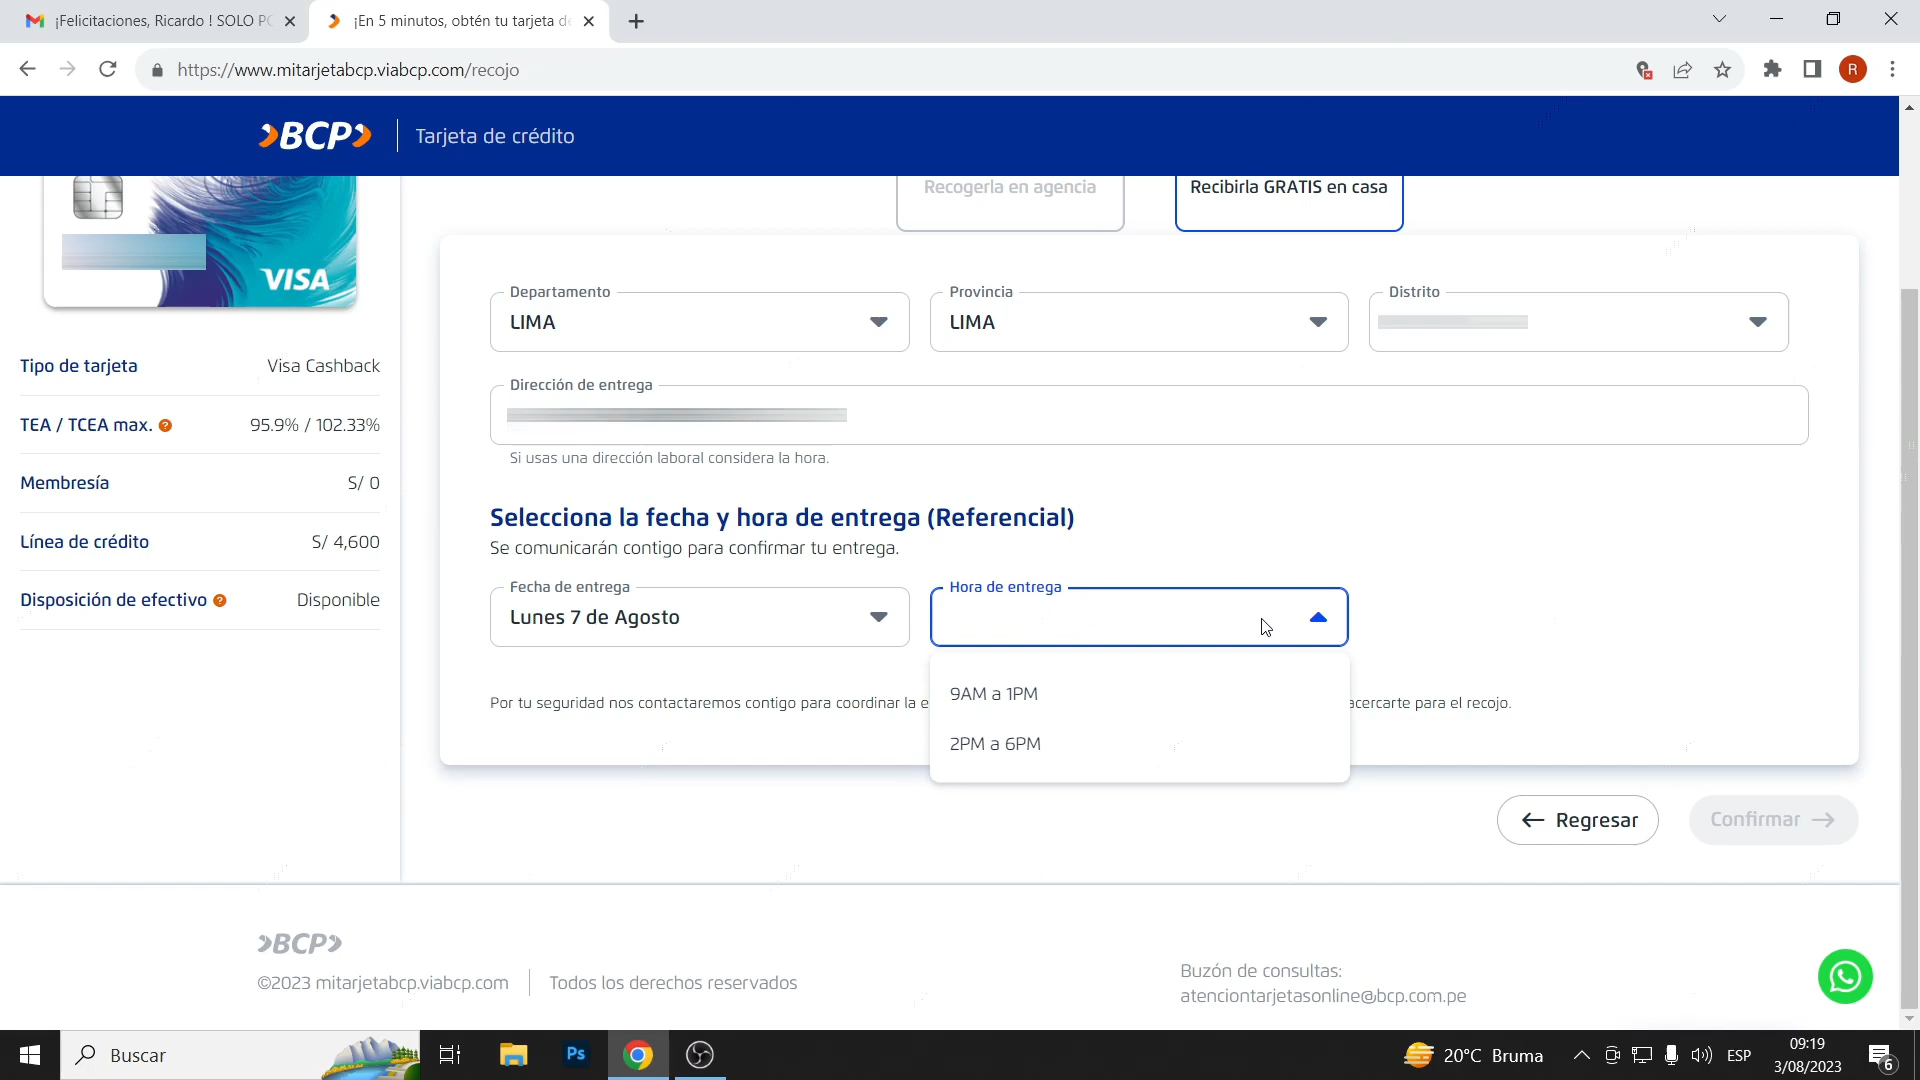 ¡Felicitaciones, Ricardo ! SOLO PO
¡En 5 minutos, obtén tu tarjeta de
https://www.mitarjetabcp.viabcp.com/recojo
R
BCP
Tarjeta de crédito
Recogerla en agencia
Recibirla GRATIS en casa
VISA
Departamento
LIMA
Provincia
LIMA
Distrito
Tipo de tarjeta
Visa Cashback
Dirección de entrega
TEA / TCEA max. ?
95.9% / 102.33%
Si usas una dirección laboral considera la hora.
Membresía
S/ 0
Selecciona la fecha y hora de entrega (Referencial)
Línea de crédito
S/ 4,600
Se comunicarán contigo para confirmar tu entrega.
Fecha de entrega
Lunes 7 de Agosto
Hora de entrega
Disposición de efectivo ?
Disponible
9AM a 1PM
Por tu seguridad nos contactaremos contigo para coordinar la e
acercarte para el recojo.
2PM a 6PM
Regresar
Confirmar
BCP
©2023 mitarjetabcp.viabcp.com
Todos los derechos reservados
Buzón de consultas:
atenciontarjetasonline@bcp.com.pe
Buscar
Ps
20°C Bruma
ESP
09:19
3/08/2023
6